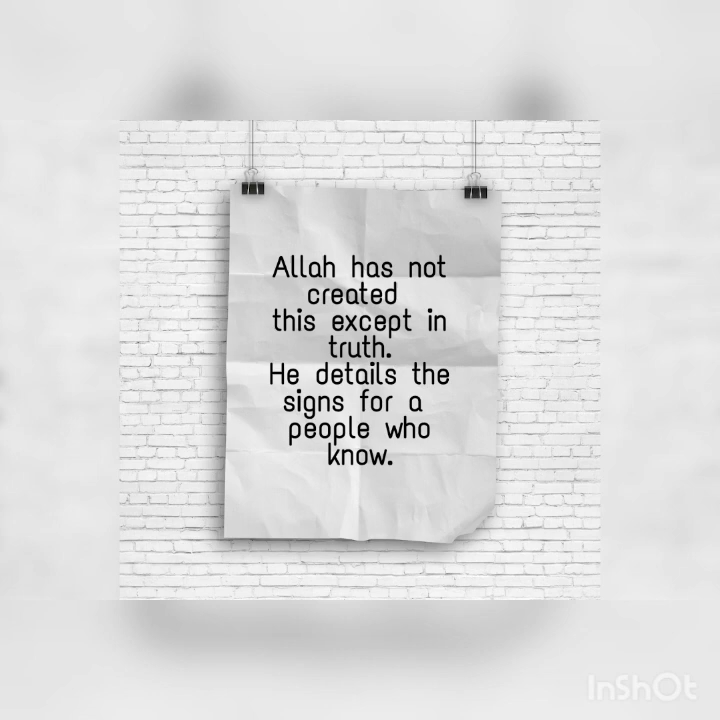 Allah has not
created
this except in
truth.
He details the
signs for a
people who
know.
InShOt